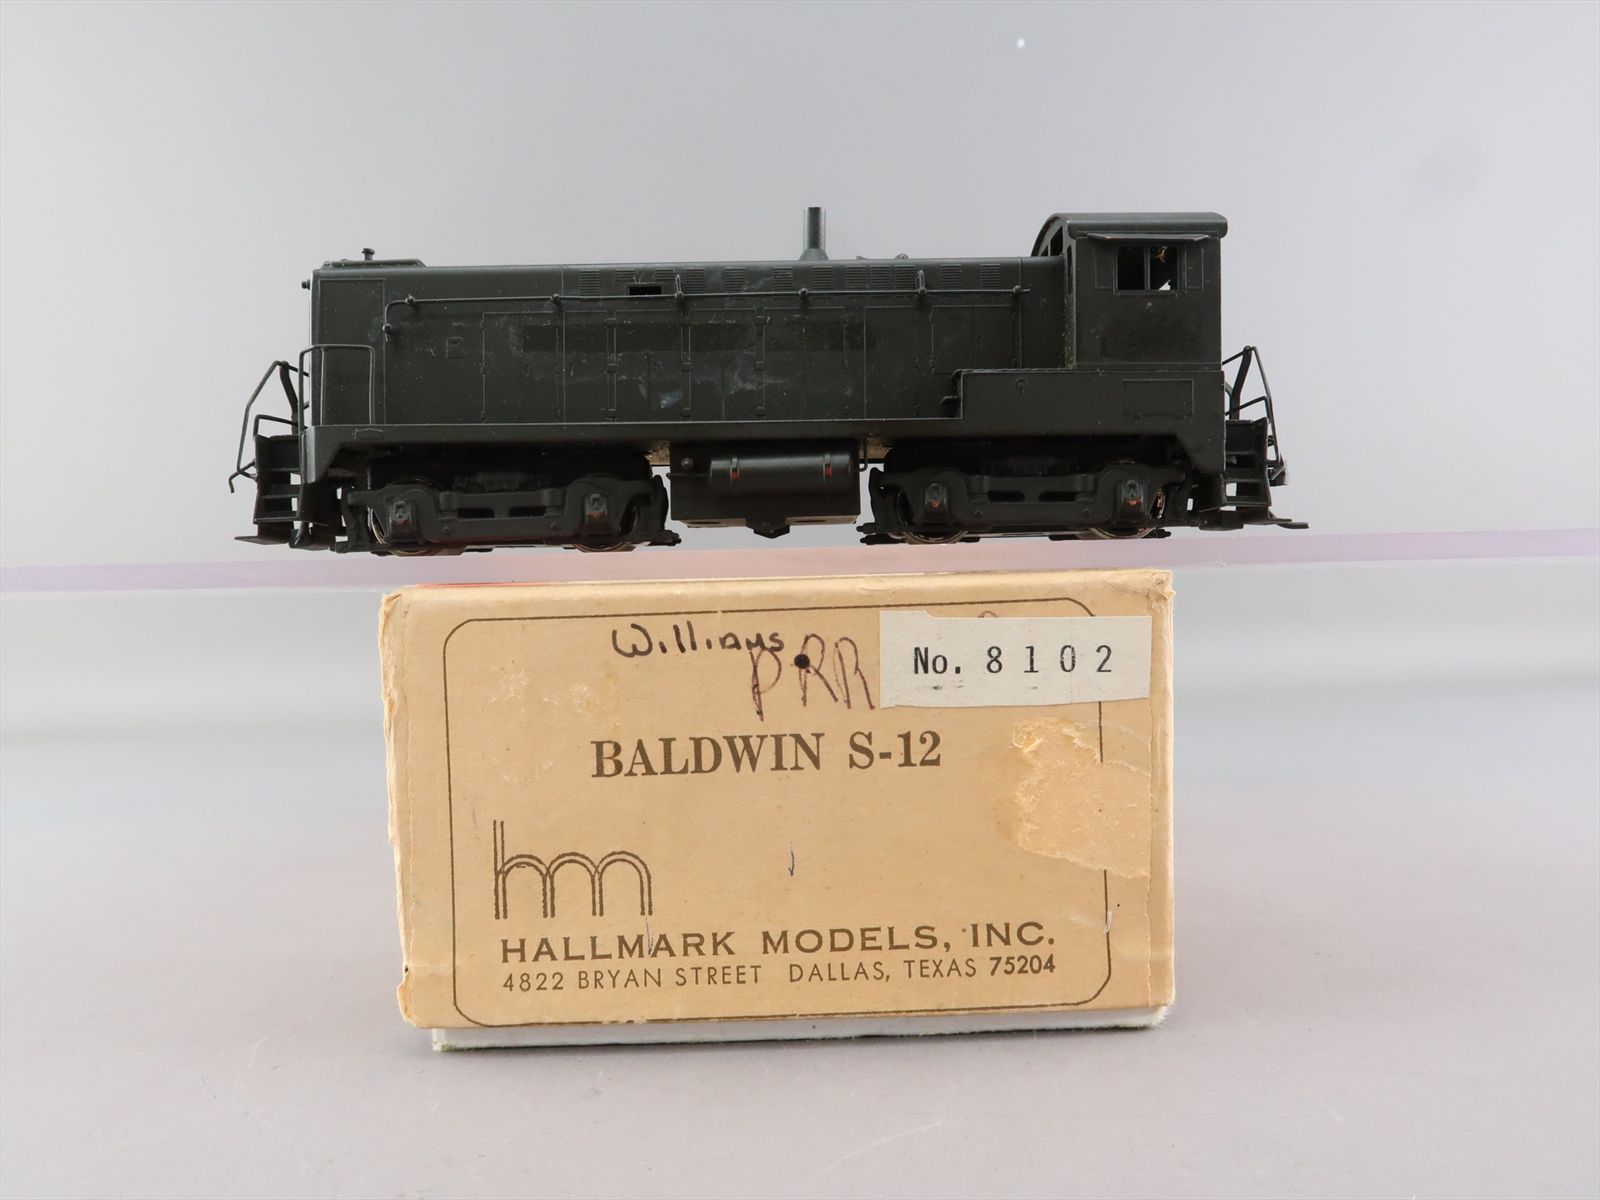 Williams.
PRR
No. 8102
BALDWIN S-12
hm
HALLMARK MODELS, INC.
4822 BRYAN STREET DALLAS, TEXAS 75204